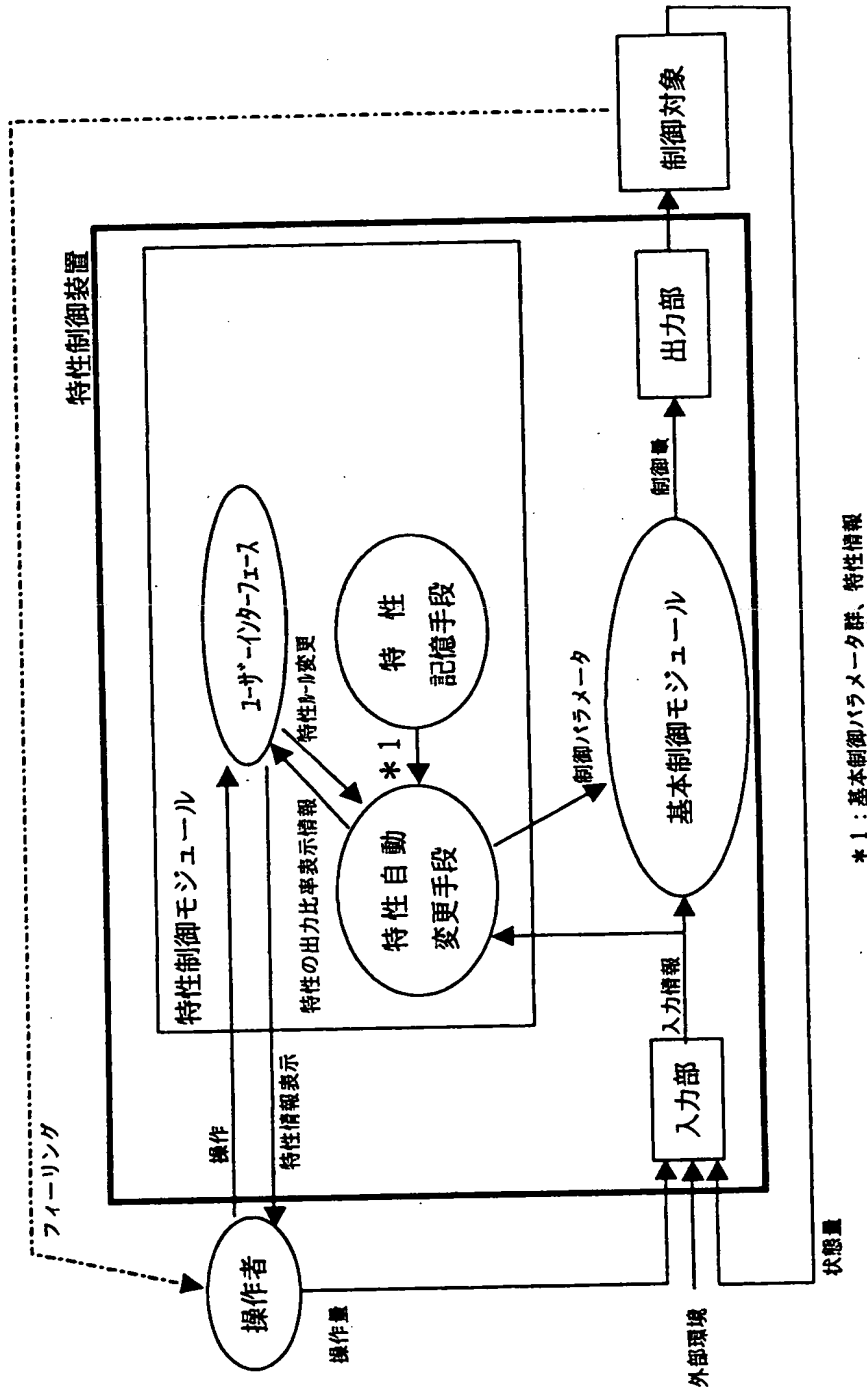 フィーリング
特性制御装置
特性制御モジュール
操作者
操作
特性情報表示
ユーザーインターフェース
特性の出力比率表示情報
特性ルール変更
特性自動
変更手段
*1
特 性
記憶手段
制御パラメータ
操作量
外部環境
状態量
入力部
入力情報
基本制御モジュール
制御量
出力部
制御対象
*1:基本制御パラメータ群、特性情報